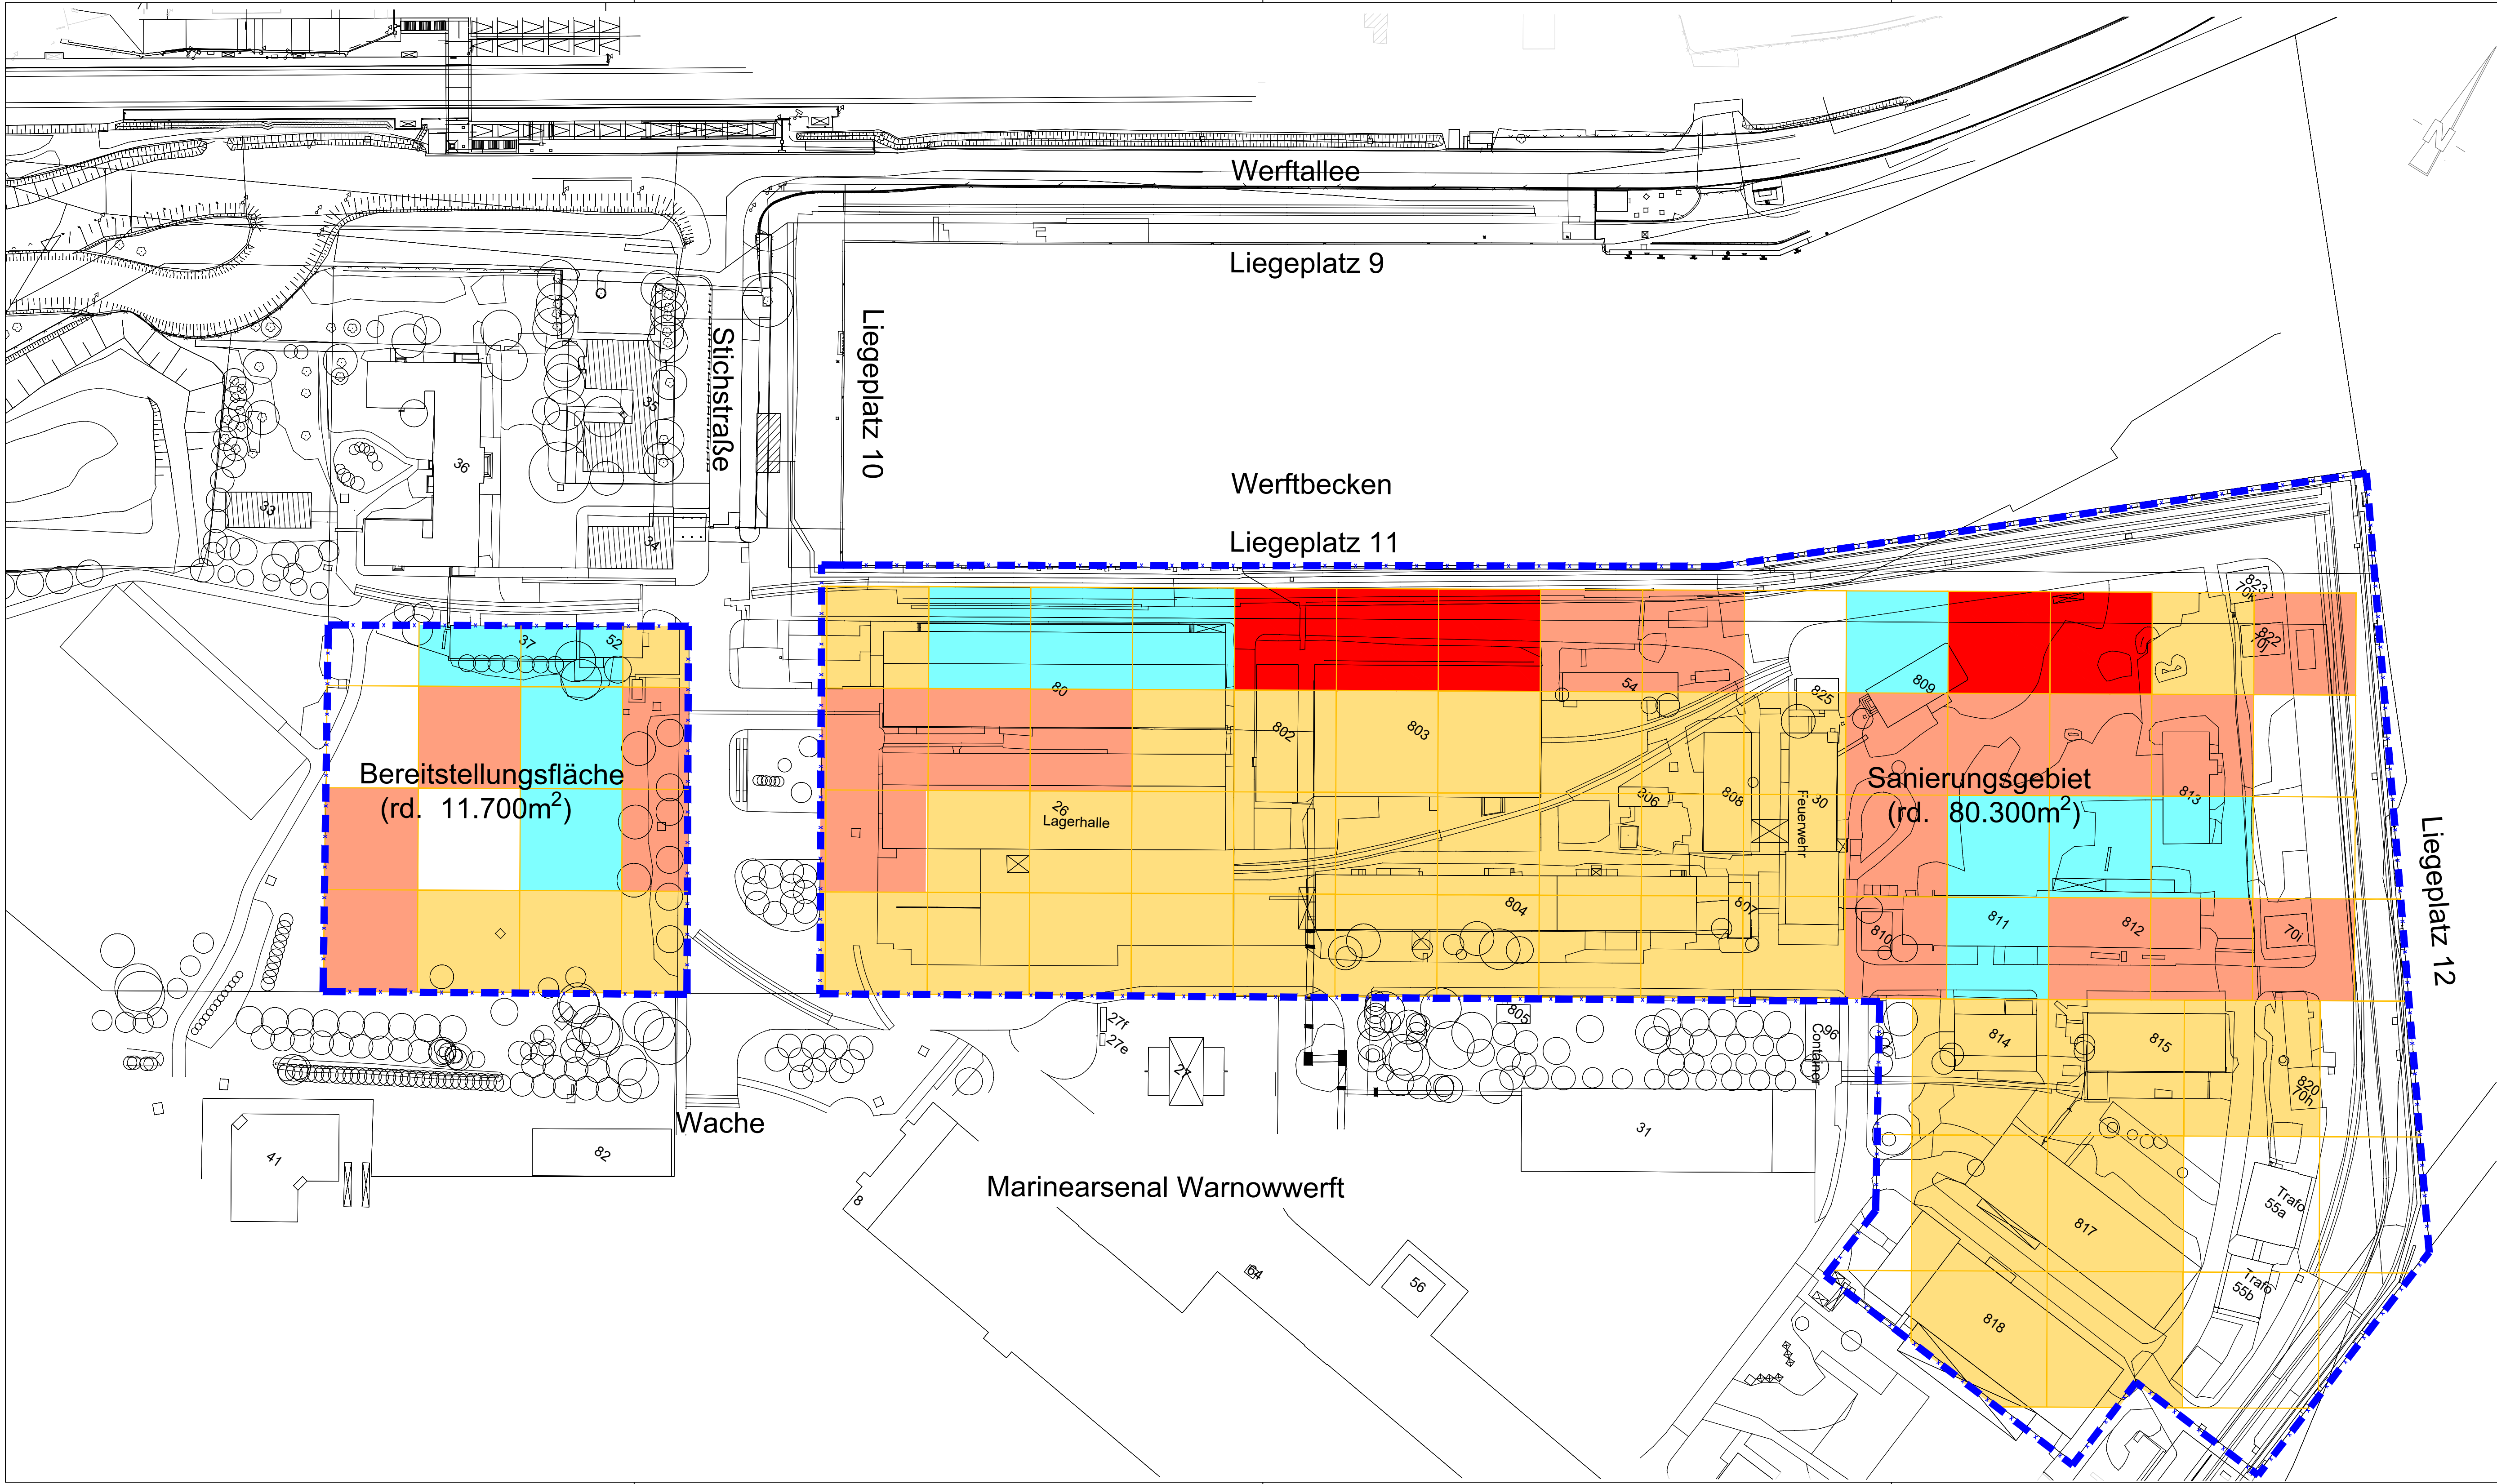 Werftallee
Liegeplatz 9
Stichstraße
Liegeplatz 10
35
36
33
34
Werftbecken
Liegeplatz 11
N
823
70k
822
70j
37
52
80
54
825
809
802
803
Bereitstellungsfläche
(rd. 11.700m²)
Sanierungsgebiet
(rd. 80.300m²)
26
Lagerhalle
806
808
30
Feuerwehr
813
Liegeplatz 12
804
807
810
811
812
70i
27f
27e
27
805
96
Container
814
815
820
70h
Wache
41
82
31
8
Marinearsenal Warnowwerft
64
56
817
818
Trafo
55a
Trafo
55b